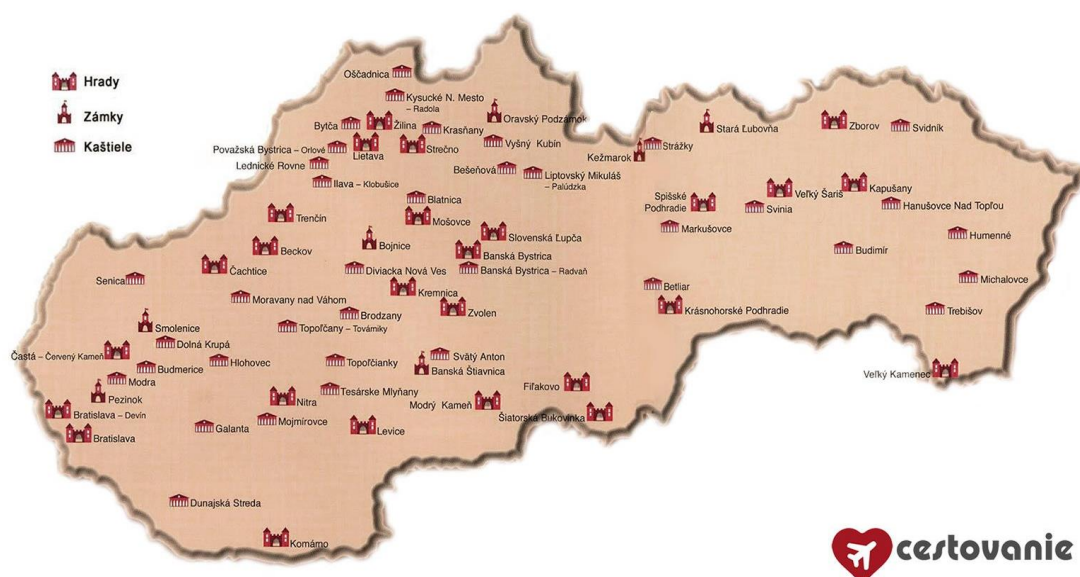 Hrady
Zámky
Kaštiele
Oščadnica
Kysucké N. Mesto
– Radola
Oravský Podzámok
Bytča
Žilina
Krasňany
Stará Ľubovňa
Zborov
Svidník
Považská Bystrica – Orlové
Lietava
Strečno
Vyšný Kubín
Kežmarok
Strážky
Lednické Rovne
Bešeňová
Liptovský Mikuláš
– Palúdzka
Ilava – Klobušice
Blatnica
Spišské
Podhradie
Veľký Šariš
Kapušany
Svinia
Hanušovce Nad Topľou
Trenčín
Mošovce
Slovenská Ľupča
Markušovce
Humenné
Beckov
Bojnice
Banská Bystrica
Budimír
Čachtice
Diviacka Nová Ves
Banská Bystrica – Radvaň
Senica
Kremnica
Betliar
Michalovce
Moravany nad Váhom
Zvolen
Krásnohorské Podhradie
Trebišov
Brodzany
Smolenice
Topoľčany – Továrniky
Dolná Krupá
Častá – Červený Kameň
Hlohovec
Topoľčianky
Svätý Anton
Budmerice
Banská Štiavnica
Veľký Kamenec
Modra
Fiľakovo
Pezinok
Tesárske Mlyňany
Nitra
Modrý Kameň
Bratislava – Devín
Mojmírovce
Šiatorská Bukovinka
Galanta
Levice
Bratislava
Dunajská Streda
Komárno
cestovanie